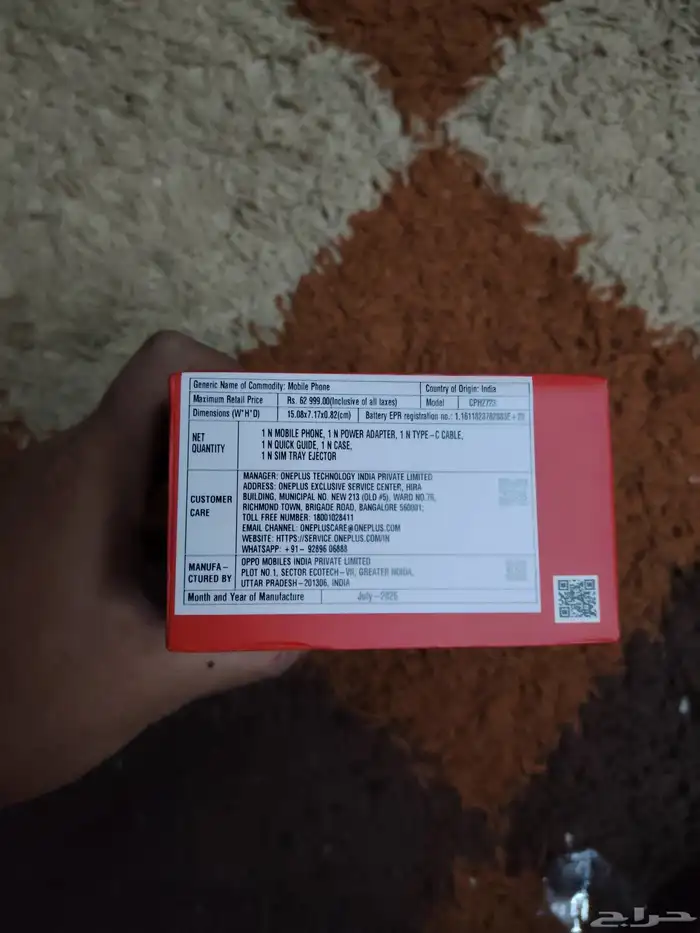 Generic Name of Commodity: Mobile Phone
Country of Origin: India
Maximum Retail Price
Rs. 62 999.00(Inclusive of all taxes)
Model
Dimensions (W*H*D)
15.08x7.17x0.82(cm)
Battery EPR registration no.:
NET QUANTITY
1 N MOBILE PHONE, 1 N POWER ADAPTER, 1 N TYPE-C CABLE,
1 N QUICK GUIDE, 1 N CASE,
1 N SIM TRAY EJECTOR
CUSTOMER CARE
MANAGER: ONEPLUS TECHNOLOGY INDIA PRIVATE LIMITED
ADDRESS: ONEPLUS EXCLUSIVE SERVICE CENTER, HIRA
BUILDING, MUNICIPAL NO. NEW 213 (OLD #5), WARD NO.76,
RICHMOND TOWN, BRIGADE ROAD, BANGALORE 560001;
TOLL FREE NUMBER: 18001028411
EMAIL CHANNEL: ONEPLUSCARE@ONEPLUS.COM
WEBSITE: HTTPS://SERVICE.ONEPLUS.COM/IN
WHATSAPP: +91- 92896 06888
MANUFA-
CTURED BY
OPPO MOBILES INDIA PRIVATE LIMITED
PLOT NO.1, SECTOR ECOTECH-VII, GREATER NOIDA,
UTTAR PRADESH-201306, INDIA
Month and Year of Manufacture
July-2025
حراج